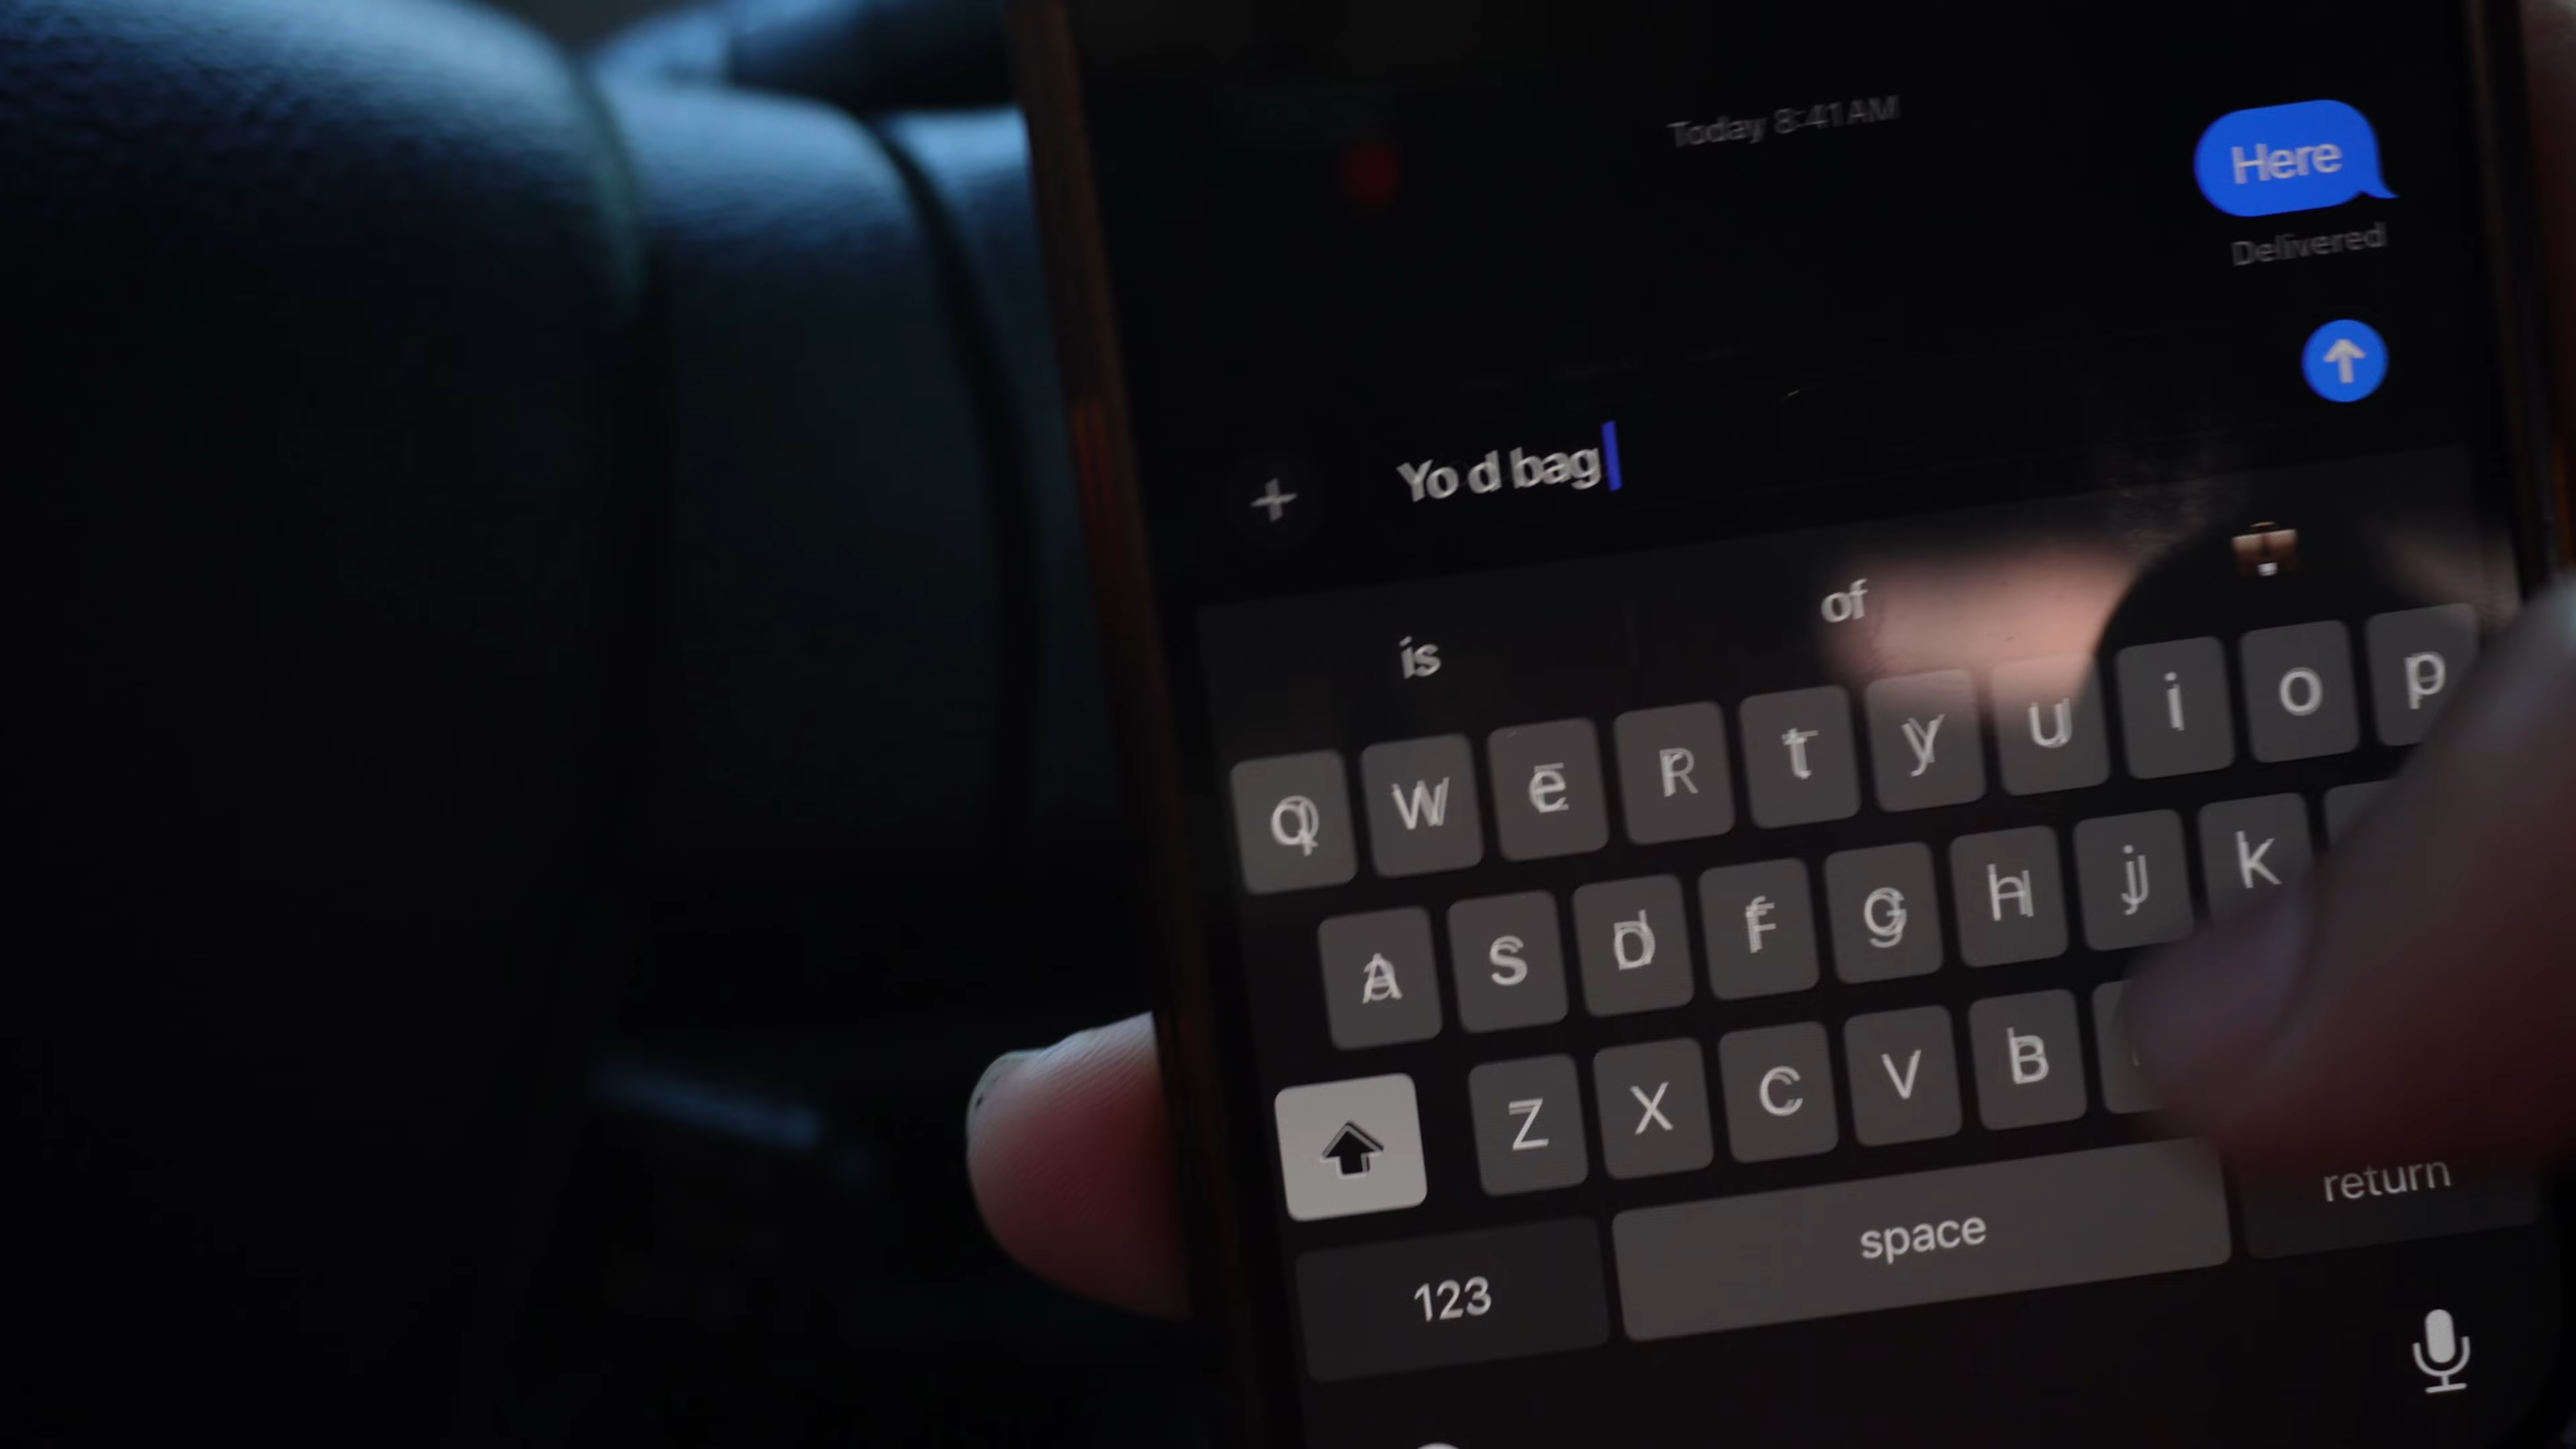 Today 8:41 AM
Here
Delivered
Yo d bag
is of
q w e R t y u i o p
A s d f g h j k
Z X C V B
123 space return